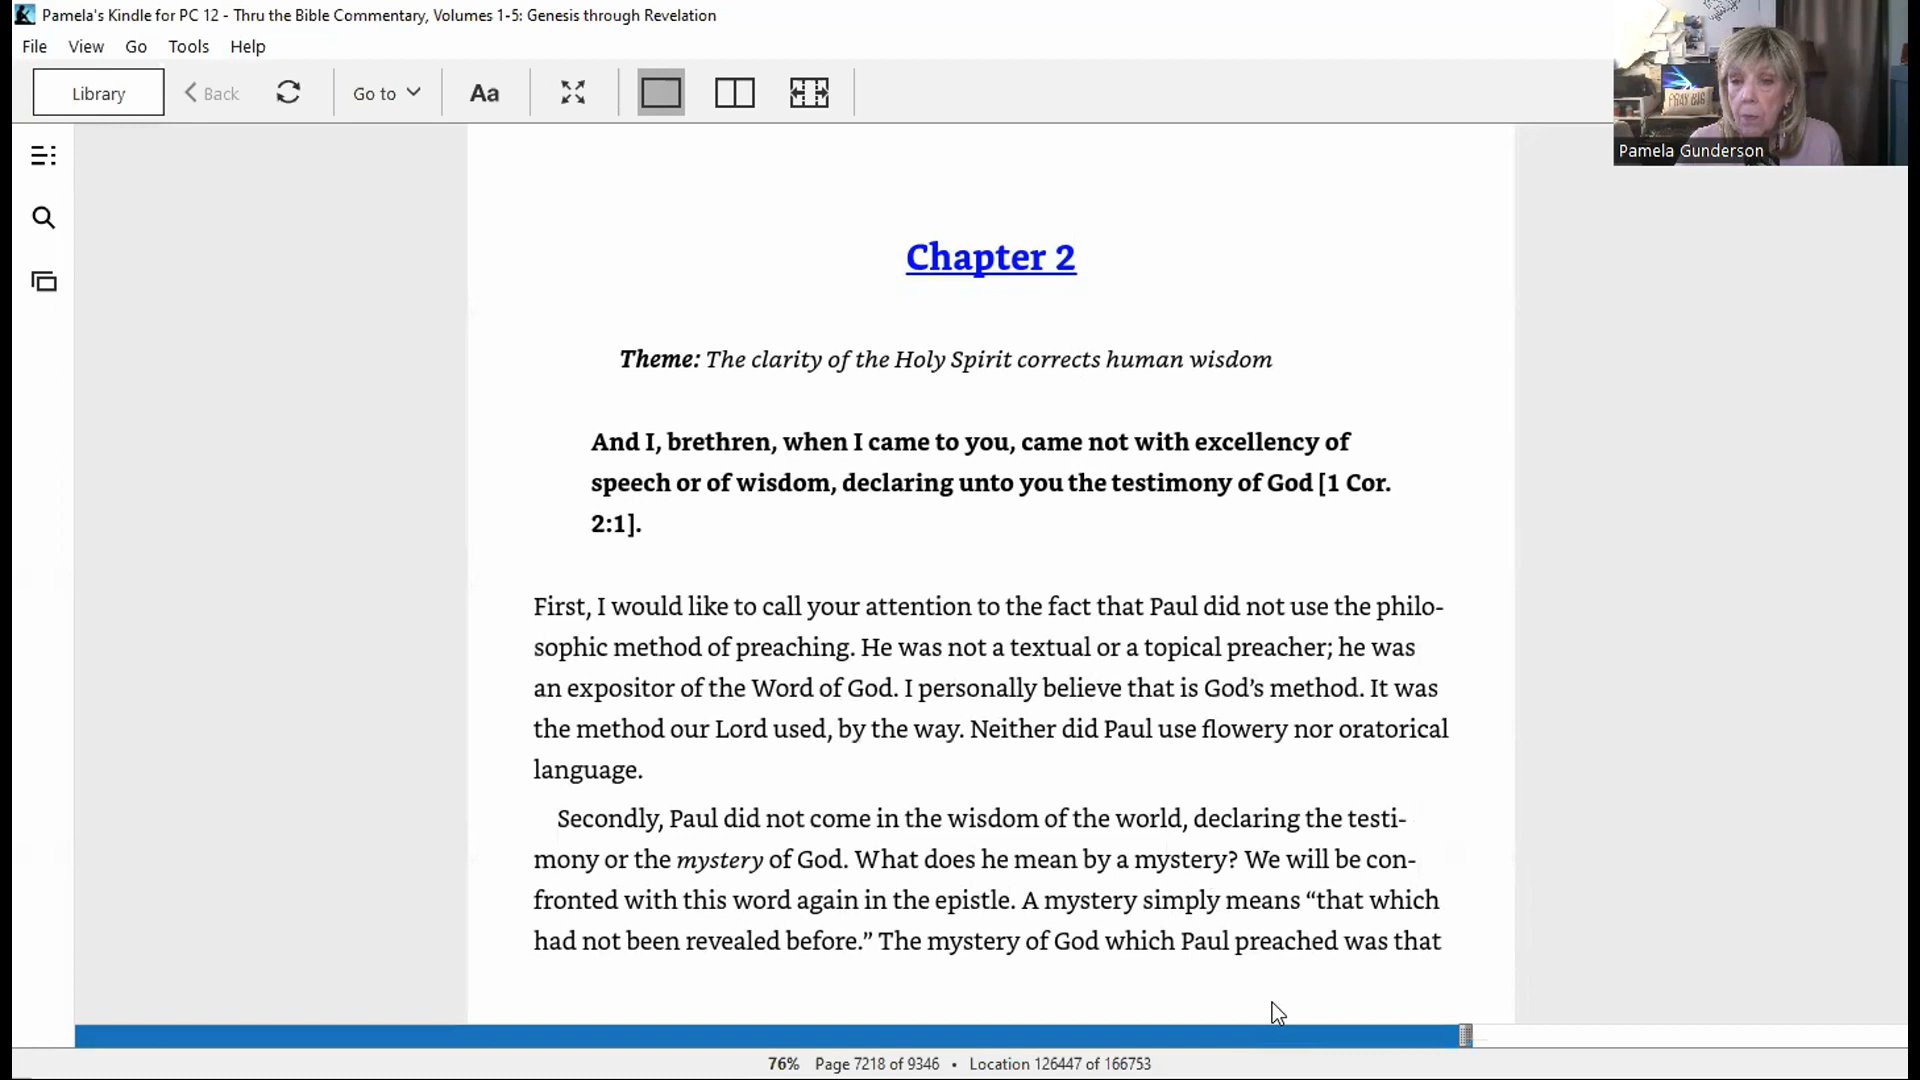 Pamela's Kindle for PC 12 - Thru the Bible Commentary, Volumes 1-5: Genesis through Revelation
File View Go Tools Help
Library Back Go to Aa
PRAY BIG
Pamela Gunderson
Chapter 2
Theme: The clarity of the Holy Spirit corrects human wisdom
And I, brethren, when I came to you, came not with excellency of
speech or of wisdom, declaring unto you the testimony of God [1 Cor.
2:1].
First, I would like to call your attention to the fact that Paul did not use the philo-
sophic method of preaching. He was not a textual or a topical preacher; he was
an expositor of the Word of God. I personally believe that is God’s method. It was
the method our Lord used, by the way. Neither did Paul use flowery nor oratorical
language.
Secondly, Paul did not come in the wisdom of the world, declaring the testi-
mony or the mystery of God. What does he mean by a mystery? We will be con-
fronted with this word again in the epistle. A mystery simply means “that which
had not been revealed before.” The mystery of God which Paul preached was that
76% Page 7218 of 9346 • Location 126447 of 166753